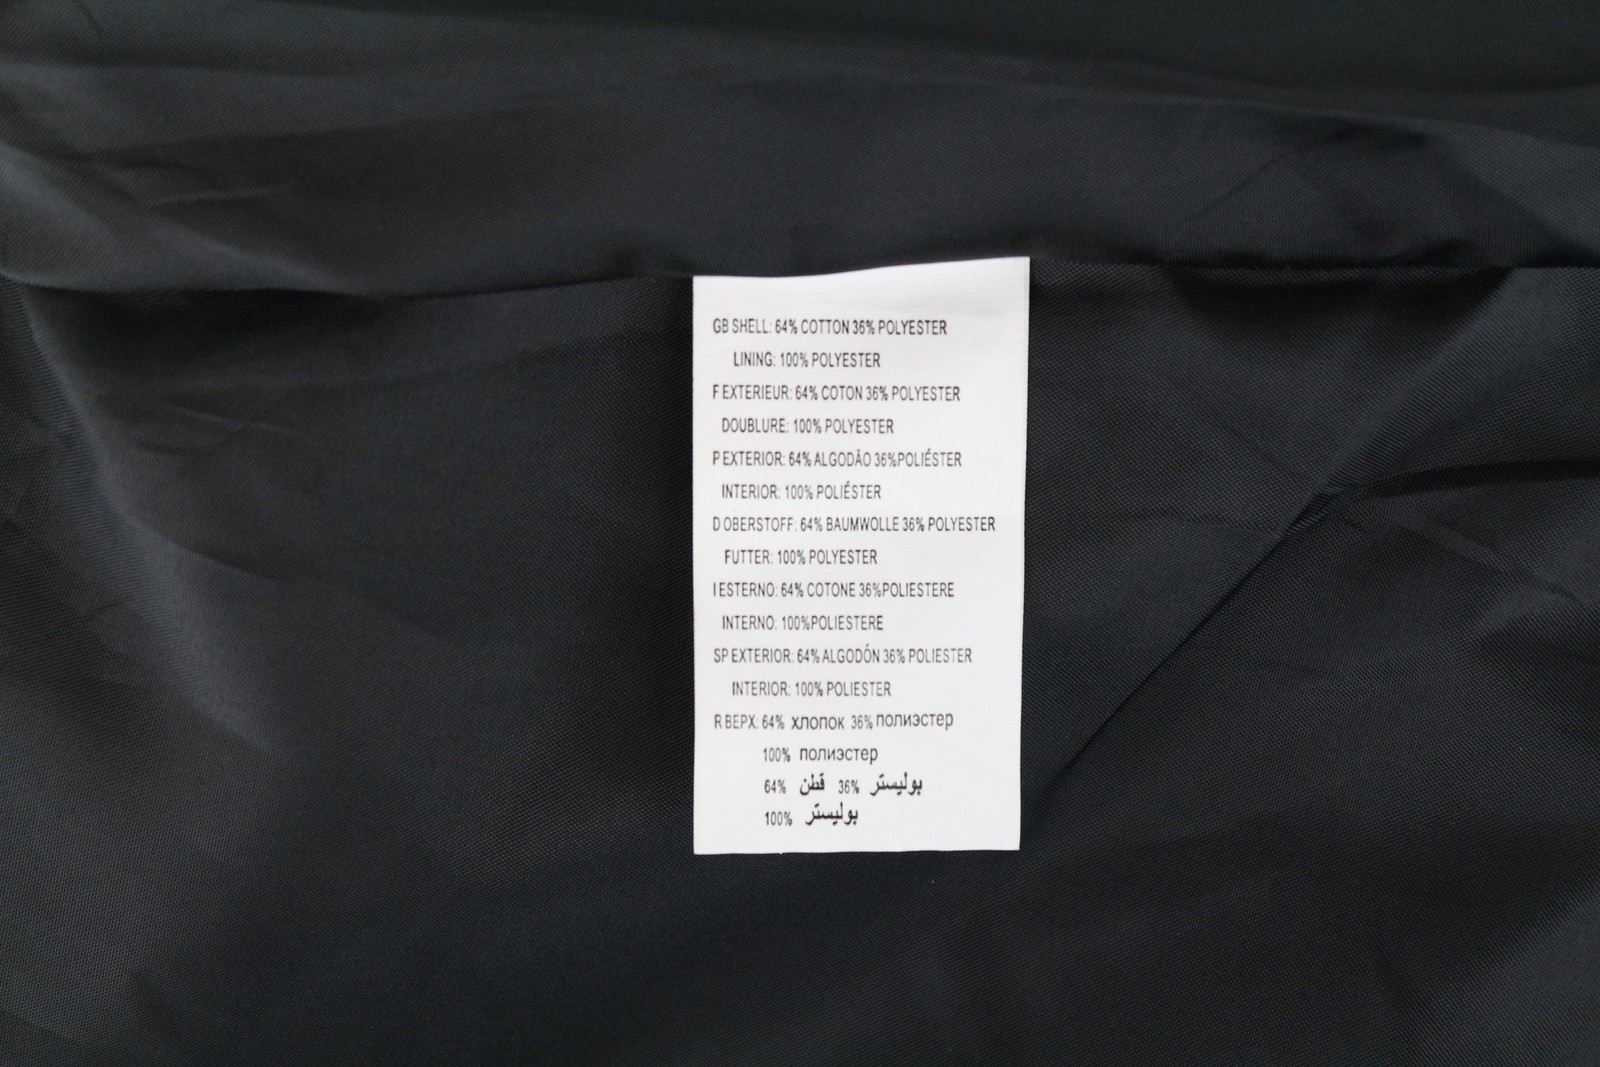 GB SHELL: 64% COTTON 36% POLYESTER
LINING: 100% POLYESTER
F EXTERIEUR: 64% COTON 36% POLYESTER
DOUBLURE: 100% POLYESTER
P EXTERIOR: 64% ALGODÃO 36%POLIÉSTER
INTERIOR: 100% POLIÉSTER
D OBERSTOFF: 64% BAUMWOLLE 36% POLYESTER
FUTTER: 100% POLYESTER
I ESTERNO: 64% COTONE 36%POLIESTERE
INTERNO: 100%POLIESTERE
SP EXTERIOR: 64% ALGODÓN 36% POLIESTER
INTERIOR: 100% POLIESTER
R ВЕРХ: 64% хлопок 36% полиэстер
100% полиэстер
64% قطن 36% بوليستر
100% بوليستر